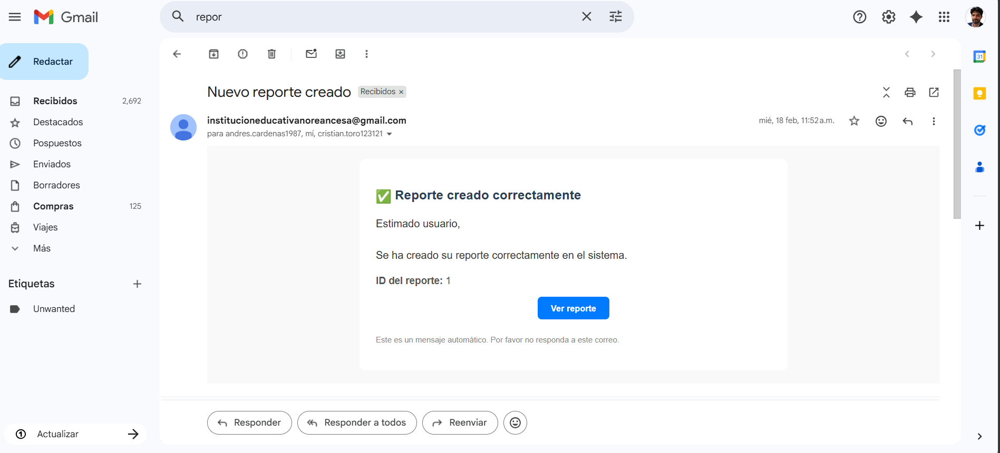 Gmail
repor
Redactar
Recibidos 2,692
Destacados
Pospuestos
Enviados
Borradores
Compras 125
Viajes
Más
Etiquetas
Unwanted
Actualizar
Nuevo reporte creado Recibidos ×
institucioneducativanoreancesa@gmail.com
mié, 18 feb, 11:52 a.m.
para andres.cardenas1987, mí, cristian.toro123121
✅ Reporte creado correctamente
Estimado usuario,
Se ha creado su reporte correctamente en el sistema.
ID del reporte: 1
Ver reporte
Este es un mensaje automático. Por favor no responda a este correo.
Responder
Responder a todos
Reenviar
31